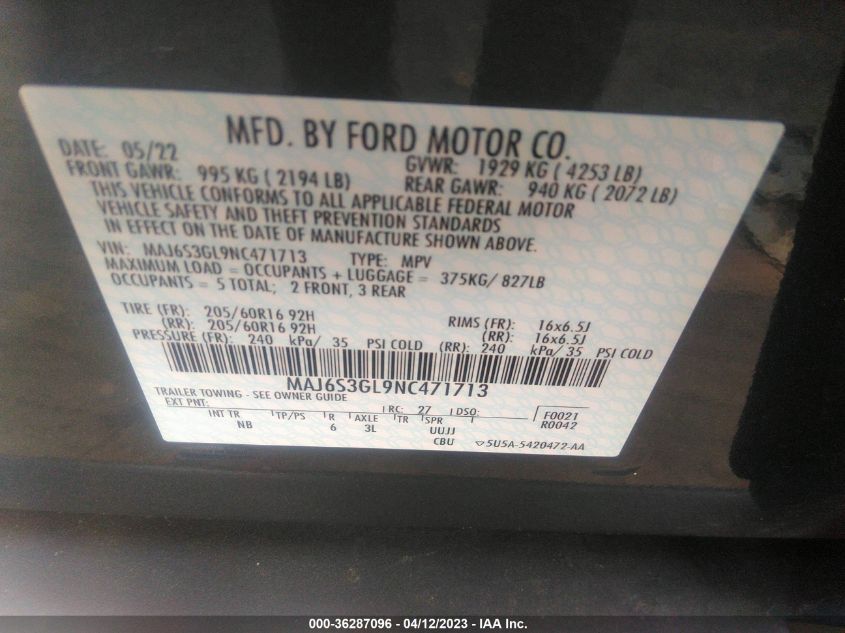 MFD. BY FORD MOTOR CO.
DATE: 05/22 GVWR: 1929 KG ( 4253 LB)
FRONT GAWR: 995 KG ( 2194 LB) REAR GAWR: 940 KG ( 2072 LB)
THIS VEHICLE CONFORMS TO ALL APPLICABLE FEDERAL MOTOR
VEHICLE SAFETY AND THEFT PREVENTION STANDARDS
IN EFFECT ON THE DATE OF MANUFACTURE SHOWN ABOVE.
VIN: MAJ6S3GL9NC471713 TYPE: MPV
MAXIMUM LOAD = OCCUPANTS + LUGGAGE = 375KG/ 827LB
OCCUPANTS = 5 TOTAL; 2 FRONT, 3 REAR
TIRE (FR): 205/60R16 92H RIMS (FR): 16x6.5J
(RR): 205/60R16 92H (RR): 16x6.5J
PRESSURE (FR): 240 kPa/ 35 PSI COLD (RR): 240 kPa/ 35 PSI COLD
MAJ6S3GL9NC471713
TRAILER TOWING - SEE OWNER GUIDE
EXT PNT: RC: 27 DSO: F0021
INT TR TP/PS R AXLE TR SPR R0042
NB 6 3L UUJJ
CBU 5U5A-5420472-AA
000-36287096 - 04/12/2023 - IAA Inc.